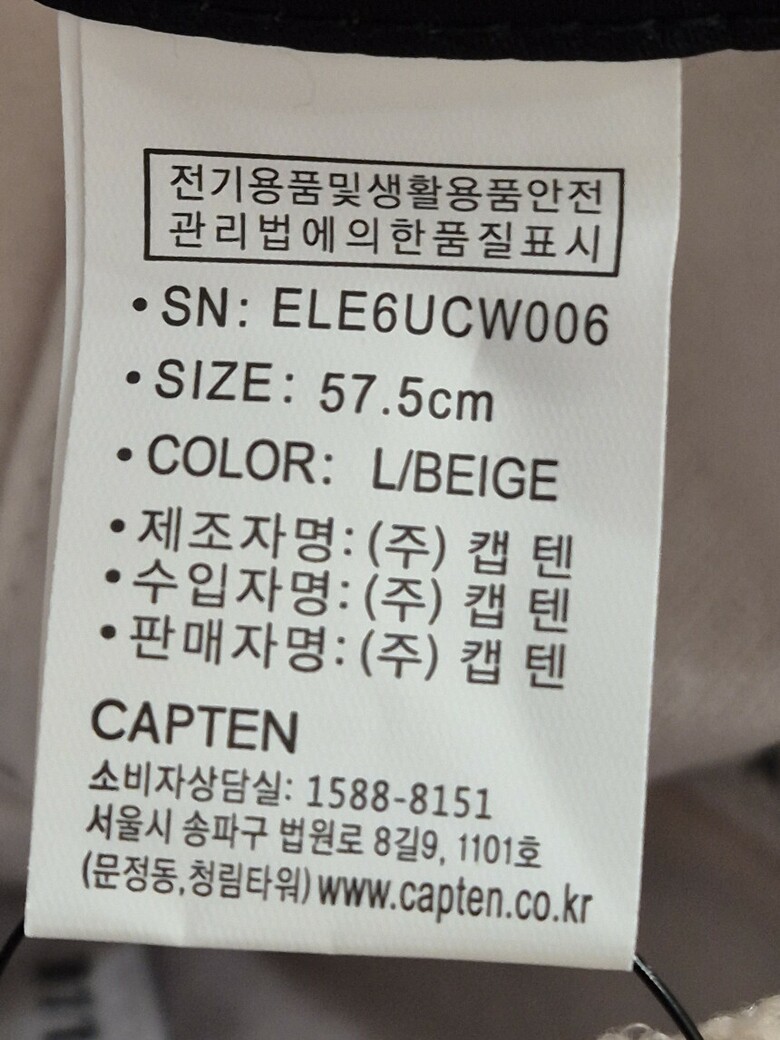 전기용품및생활용품안전
관리법에의한품질표시
• SN: ELE6UCW006
• SIZE: 57.5cm
• COLOR: L/BEIGE
• 제조자명: (주) 캡 텐
• 수입자명: (주) 캡 텐
• 판매자명: (주) 캡 텐
CAPTEN
소비자상담실: 1588-8151
서울시 송파구 법원로 8길9, 1101호
(문정동,청림타워) www.capten.co.kr